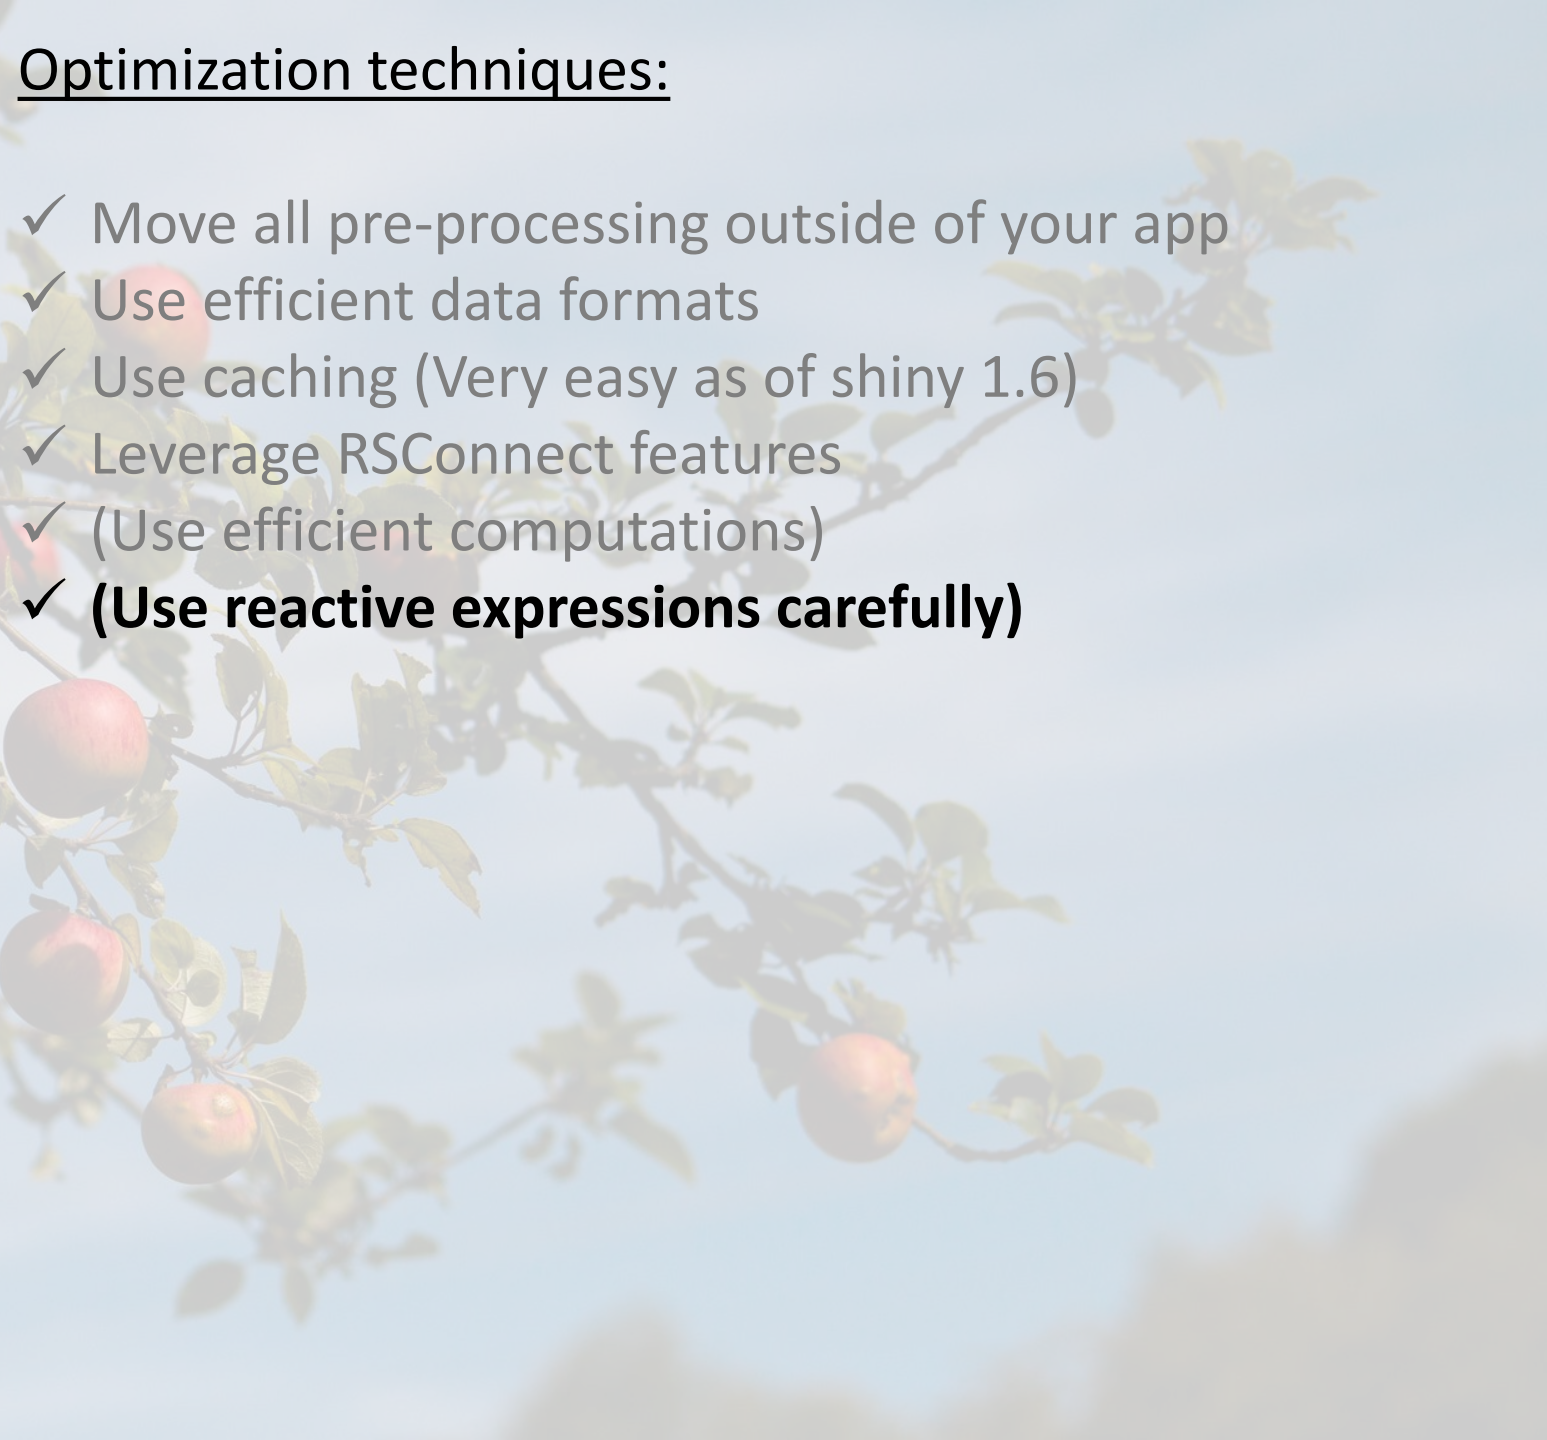 Optimization techniques:
✓ Move all pre-processing outside of your app
✓ Use efficient data formats
✓ Use caching (Very easy as of shiny 1.6)
✓ Leverage RSConnect features
✓ (Use efficient computations)
✓ (Use reactive expressions carefully)